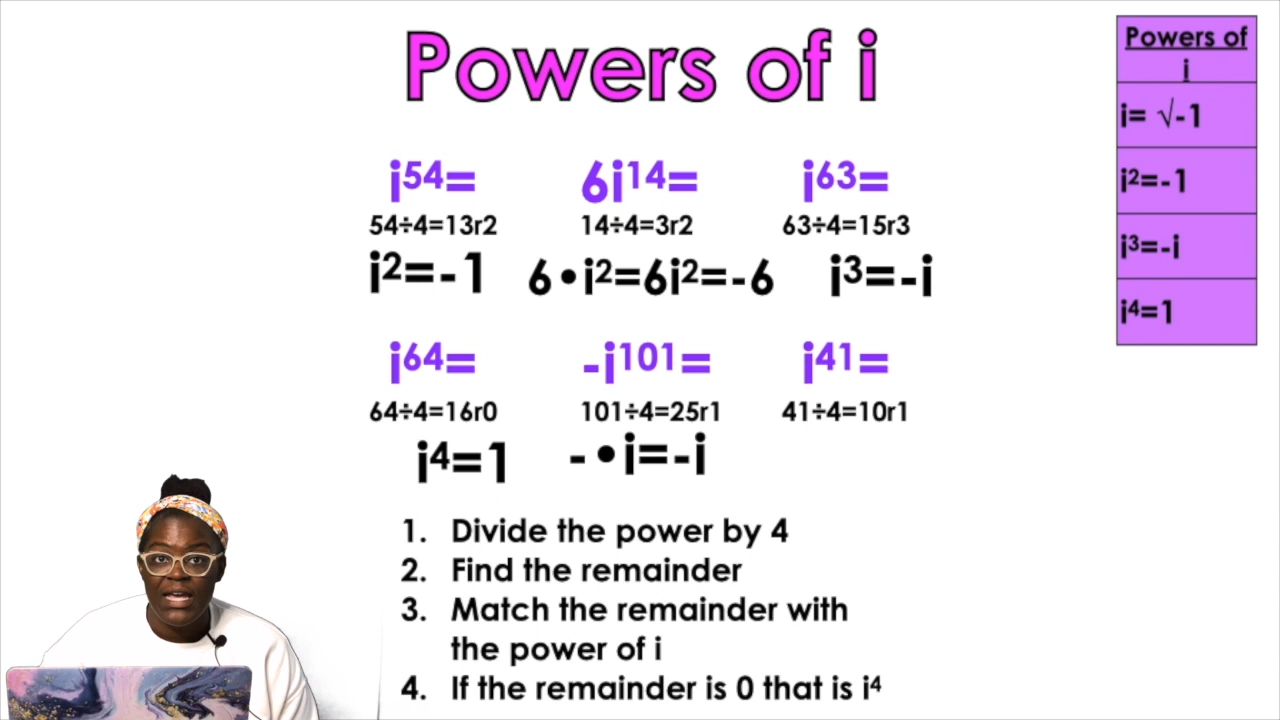 Powers of i
i⁵⁴=
6i¹⁴=
i⁶³=
54÷4=13r2
14÷4=3r2
63÷4=15r3
i²=-1
6•i²=6i²=-6
i³=-i
i⁶⁴=
-i¹⁰¹=
i⁴¹=
64÷4=16r0
101÷4=25r1
41÷4=10r1
i⁴=1
-•i=-i
1. Divide the power by 4
2. Find the remainder
3. Match the remainder with
the power of i
4. If the remainder is 0 that is i⁴
Powers of
i
i= √-1
i²=-1
i³=-i
i⁴=1